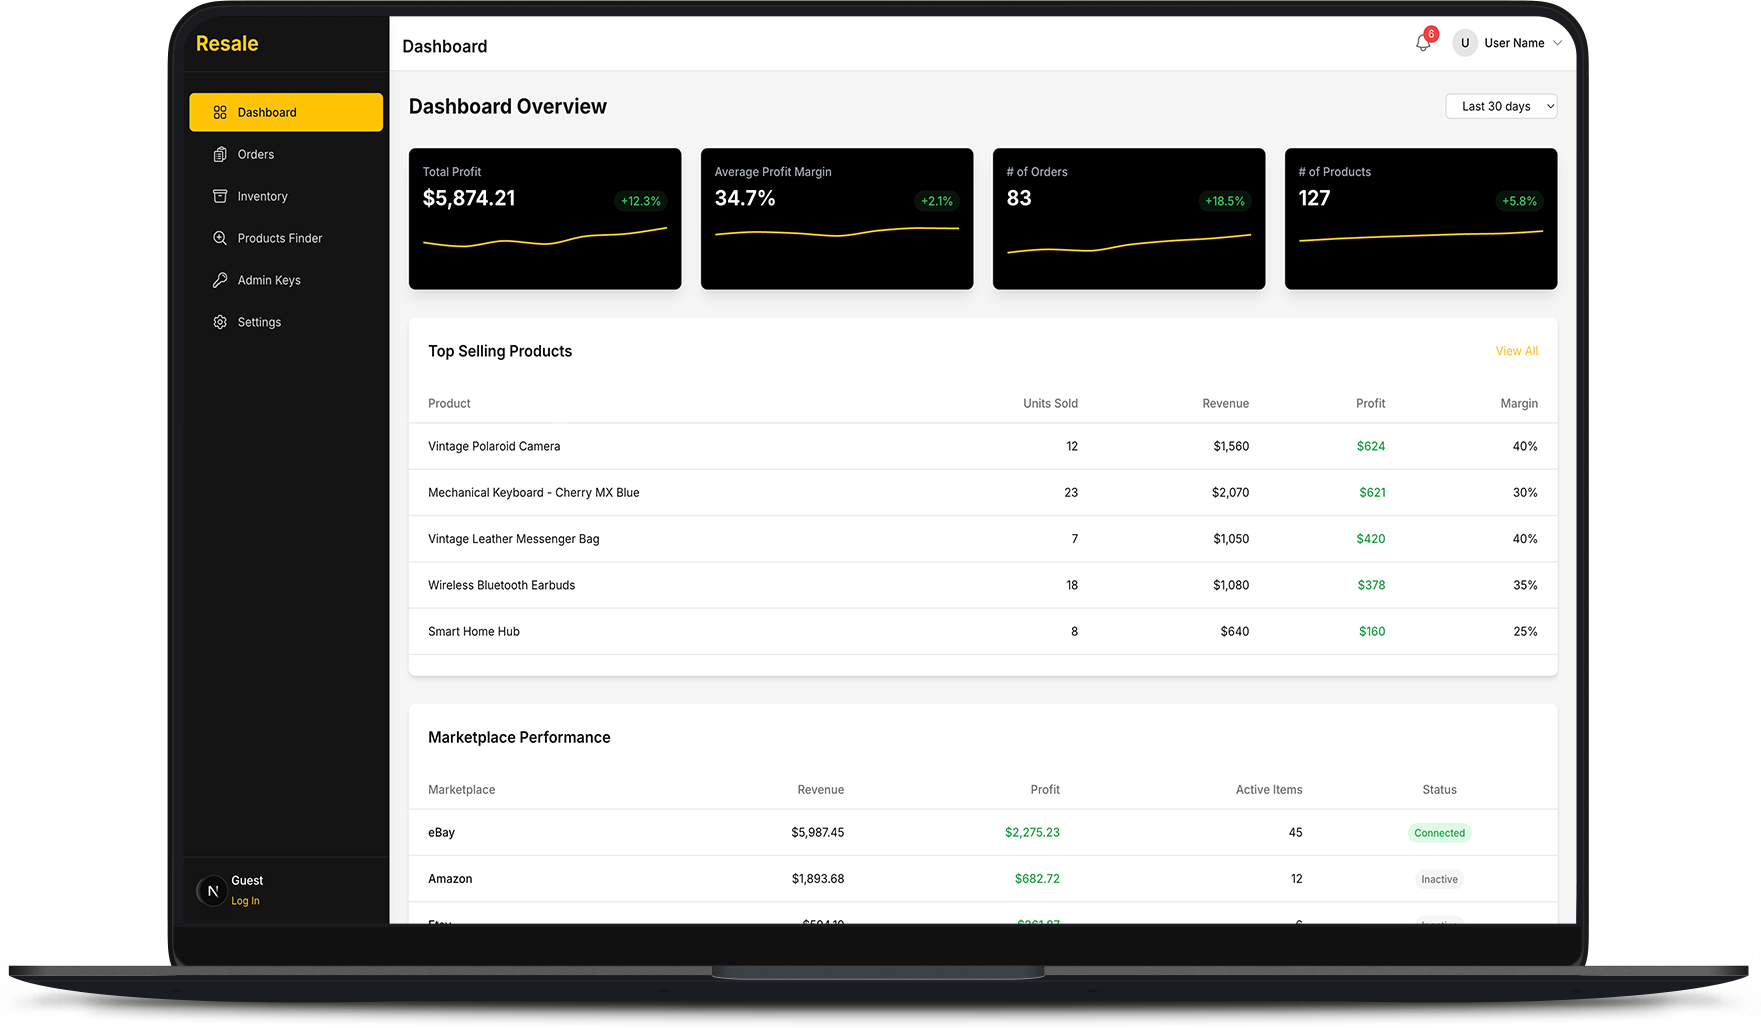 Resale
Dashboard
Orders
Inventory
Products Finder
Admin Keys
Settings
N
Guest
Log In
Dashboard
6
U User Name
Dashboard Overview
Last 30 days
Total Profit
$5,874.21 +12.3%
Average Profit Margin
34.7% +2.1%
# of Orders
83 +18.5%
# of Products
127 +5.8%
Top Selling Products View All
Product Units Sold Revenue Profit Margin
Vintage Polaroid Camera 12 $1,560 $624 40%
Mechanical Keyboard - Cherry MX Blue 23 $2,070 $621 30%
Vintage Leather Messenger Bag 7 $1,050 $420 40%
Wireless Bluetooth Earbuds 18 $1,080 $378 35%
Smart Home Hub 8 $640 $160 25%
Marketplace Performance
Marketplace Revenue Profit Active Items Status
eBay $5,987.45 $2,275.23 45 Connected
Amazon $1,893.68 $682.72 12 Inactive